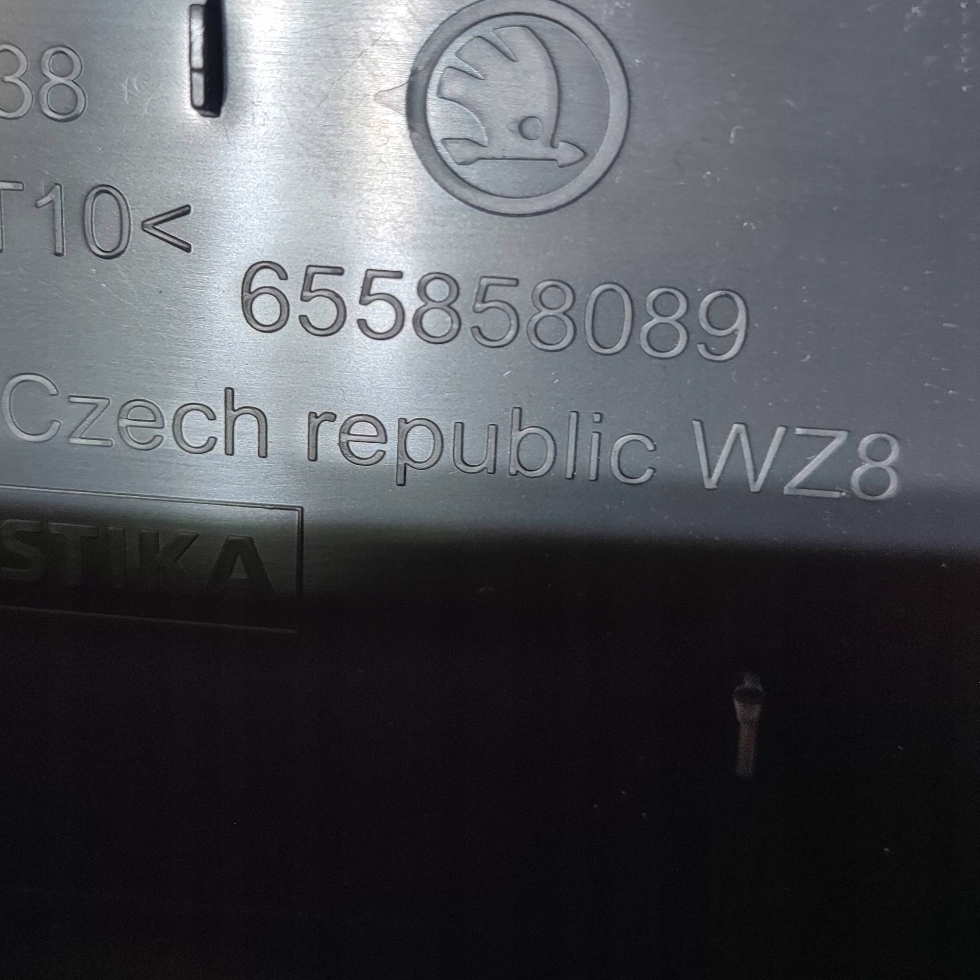 38
T10<
655858089
Czech republic WZ8
STIKA